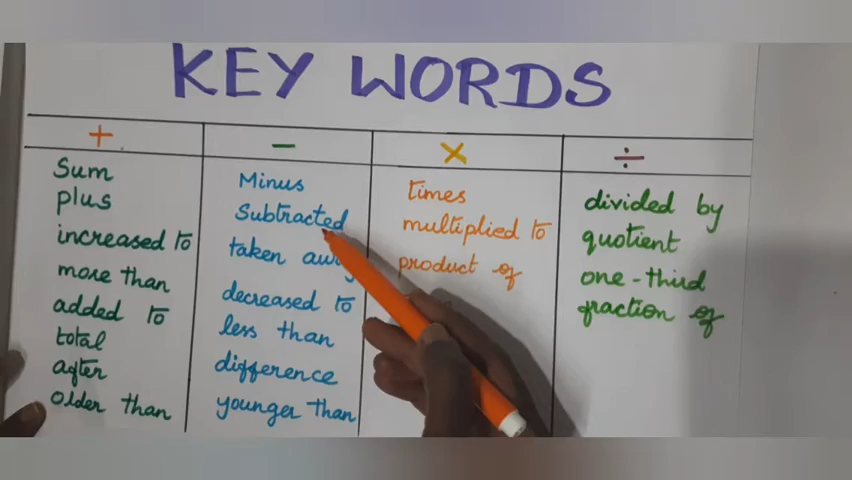 KEY WORDS
+ - × ÷
Sum
plus
increased to
more than
added to
total
after
older than
Minus
Subtracted
taken
decreased to
less than
difference
younger than
times
multiplied to
product of
divided by
quotient
one-third
fraction of